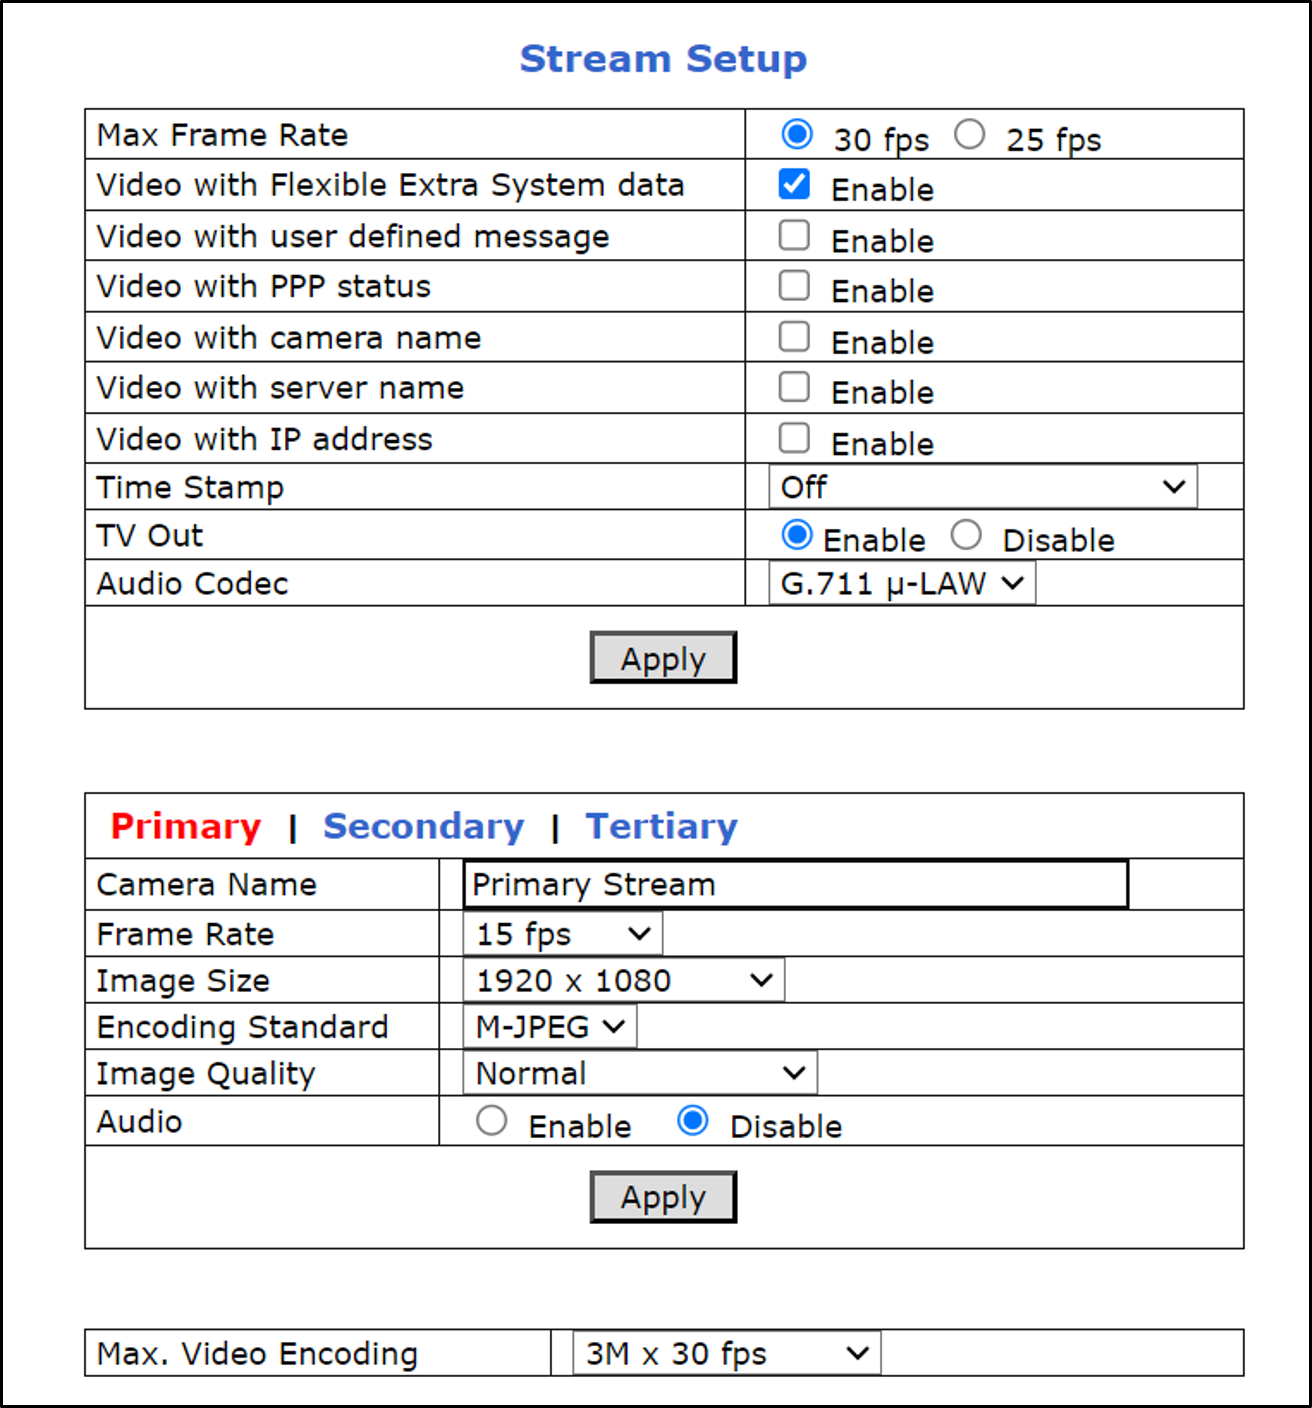 Stream Setup
Max Frame Rate 30 fps 25 fps
Video with Flexible Extra System data Enable
Video with user defined message Enable
Video with PPP status Enable
Video with camera name Enable
Video with server name Enable
Video with IP address Enable
Time Stamp Off
TV Out Enable Disable
Audio Codec G.711 μ-LAW
Apply
Primary | Secondary | Tertiary
Camera Name Primary Stream
Frame Rate 15 fps
Image Size 1920 x 1080
Encoding Standard M-JPEG
Image Quality Normal
Audio Enable Disable
Apply
Max. Video Encoding 3M x 30 fps